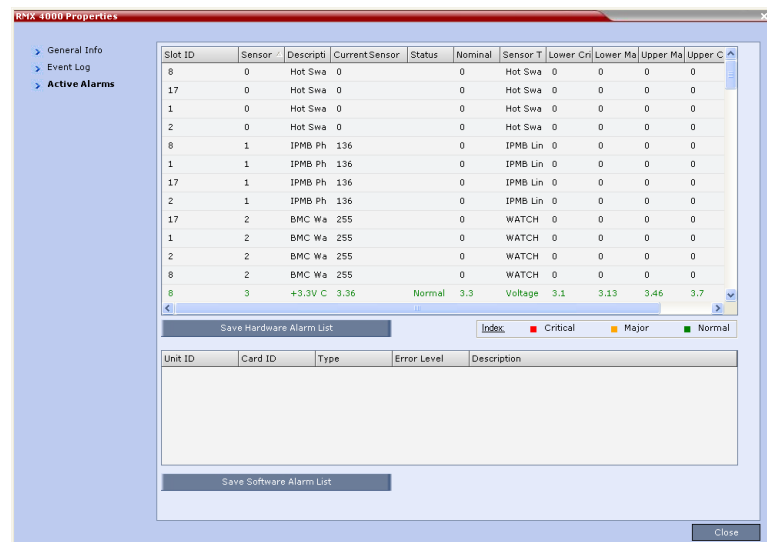 RMX 4000 Properties x
General Info
Event Log
Active Alarms
Slot ID Sensor Descripti Current Sensor Status Nominal Sensor T Lower Cri Lower Ma Upper Ma Upper C
8 0 Hot Swa 0 0 Hot Swa 0 0 0 0
17 0 Hot Swa 0 0 Hot Swa 0 0 0 0
1 0 Hot Swa 0 0 Hot Swa 0 0 0 0
2 0 Hot Swa 0 0 Hot Swa 0 0 0 0
8 1 IPMB Ph 136 0 IPMB Lin 0 0 0 0
1 1 IPMB Ph 136 0 IPMB Lin 0 0 0 0
17 1 IPMB Ph 136 0 IPMB Lin 0 0 0 0
2 1 IPMB Ph 136 0 IPMB Lin 0 0 0 0
17 2 BMC Wa 255 0 WATCH 0 0 0 0
1 2 BMC Wa 255 0 WATCH 0 0 0 0
2 2 BMC Wa 255 0 WATCH 0 0 0 0
8 2 BMC Wa 255 0 WATCH 0 0 0 0
8 3 +3.3V C 3.36 Normal 3.3 Voltage 3.1 3.13 3.46 3.7
Save Hardware Alarm List
Index: Critical Major Normal
Unit ID Card ID Type Error Level Description
Save Software Alarm List
Close